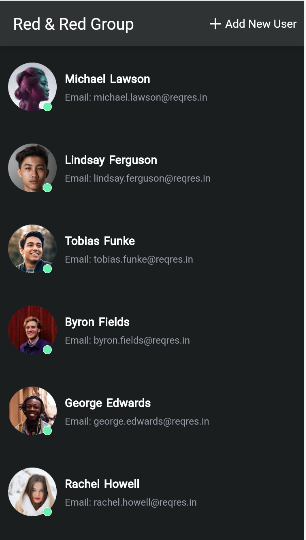 Red & Red Group
+ Add New User
Michael Lawson
Email: michael.lawson@reqres.in
Lindsay Ferguson
Email: lindsay.ferguson@reqres.in
Tobias Funke
Email: tobias.funke@reqres.in
Byron Fields
Email: byron.fields@reqres.in
George Edwards
Email: george.edwards@reqres.in
Rachel Howell
Email: rachel.howell@reqres.in